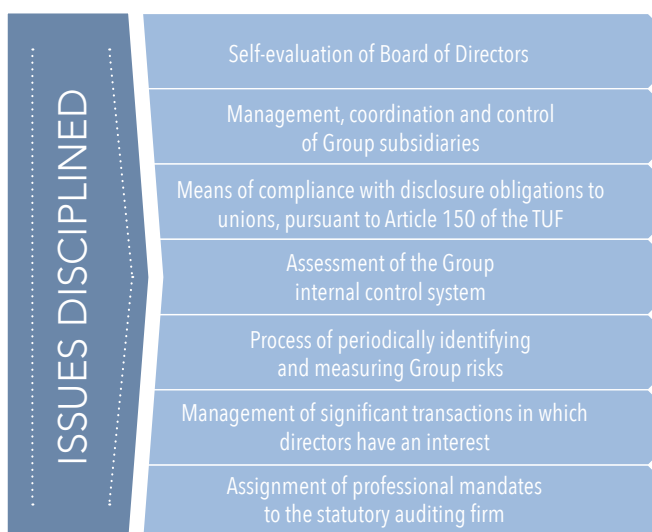 ISSUES DISCIPLINED
Self-evaluation of Board of Directors
Management, coordination and control
of Group subsidiaries
Means of compliance with disclosure obligations to
unions, pursuant to Article 150 of the TUF
Assessment of the Group
internal control system
Process of periodically identifying
and measuring Group risks
Management of significant transactions in which
directors have an interest
Assignment of professional mandates
to the statutory auditing firm